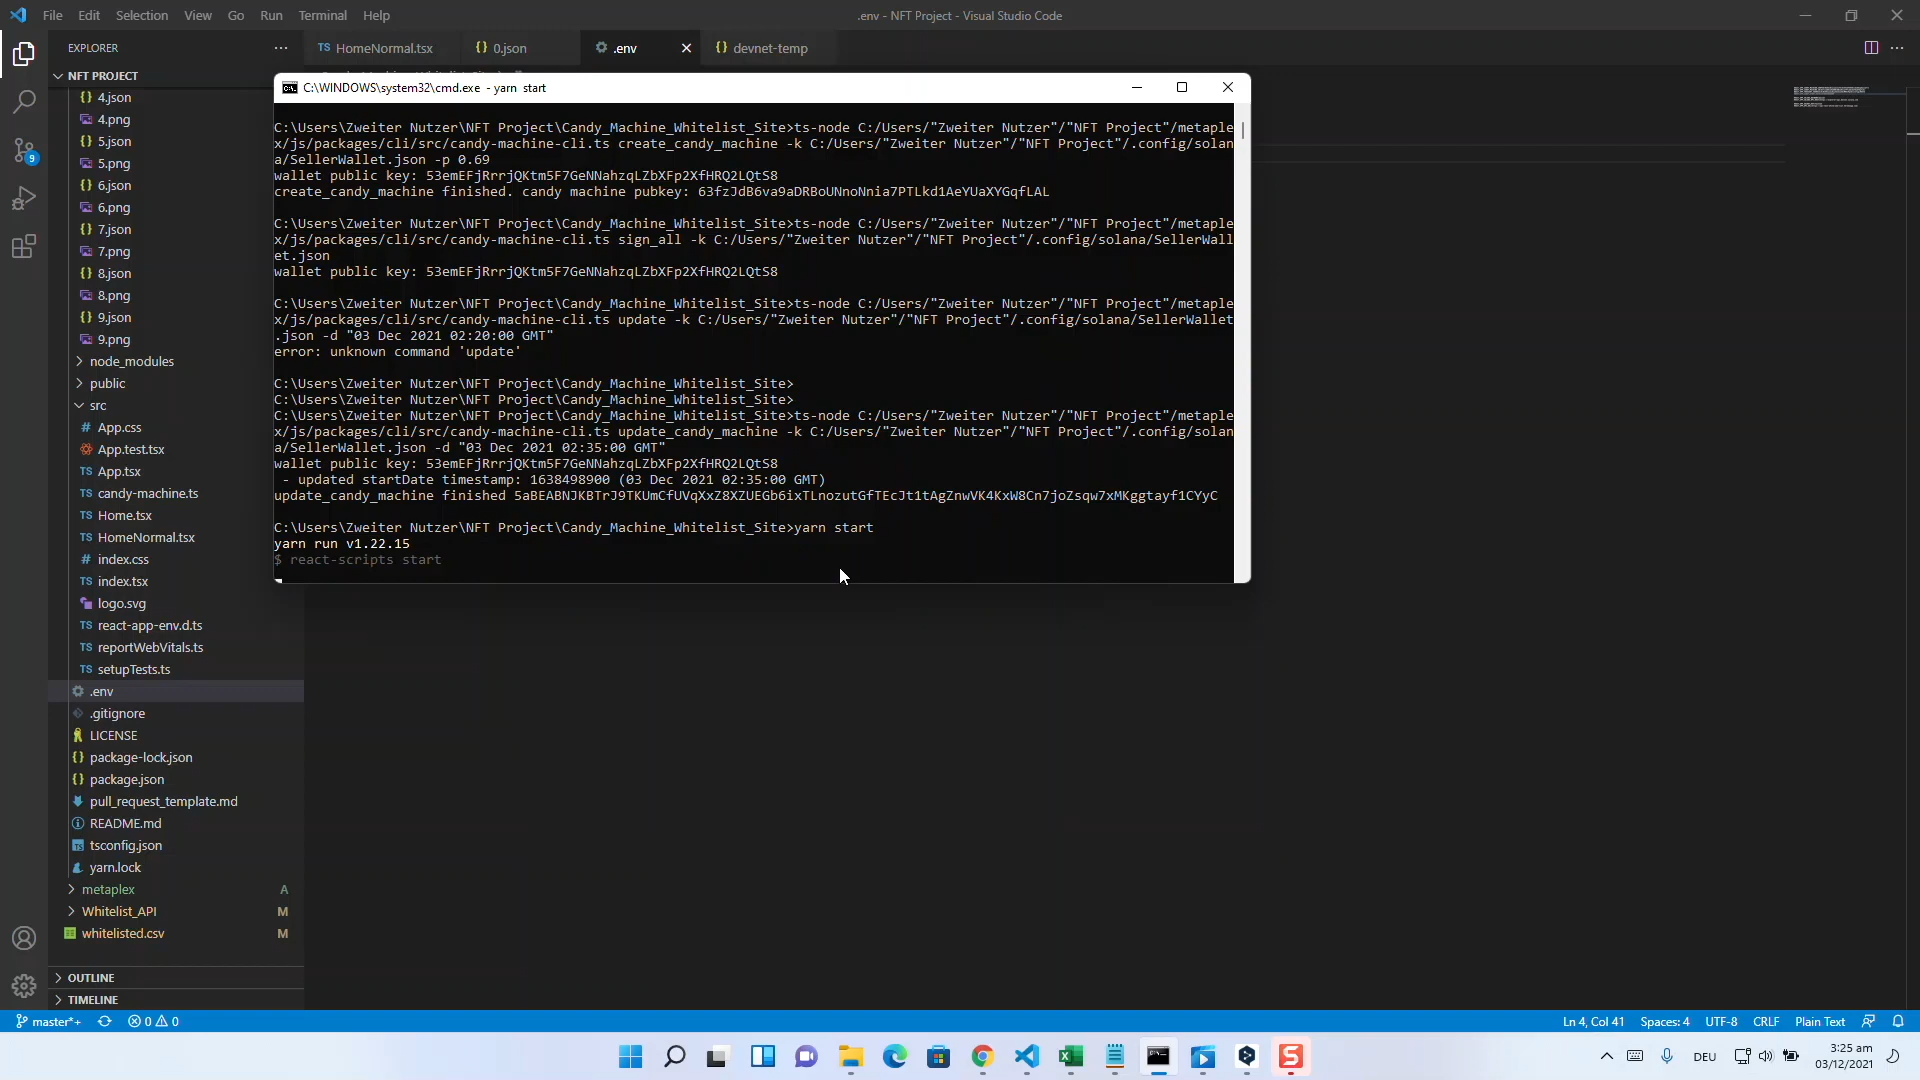 File Edit Selection View Go Run Terminal Help
.env - NFT Project - Visual Studio Code
EXPLORER
TS HomeNormal.tsx
{} 0.json
.env
{} devnet-temp
NFT PROJECT
{} 4.json
4.png
{} 5.json
5.png
{} 6.json
6.png
{} 7.json
7.png
{} 8.json
8.png
{} 9.json
9.png
node_modules
public
src
# App.css
App.test.tsx
TS App.tsx
TS candy-machine.ts
TS Home.tsx
TS HomeNormal.tsx
# index.css
TS index.tsx
logo.svg
TS react-app-env.d.ts
TS reportWebVitals.ts
TS setupTests.ts
.env
.gitignore
LICENSE
{} package-lock.json
{} package.json
pull_request_template.md
README.md
tsconfig.json
yarn.lock
metaplex A
Whitelist_API M
whitelisted.csv M
OUTLINE
TIMELINE
9
C:\WINDOWS\system32\cmd.exe - yarn start
C:\Users\Zweiter Nutzer\NFT Project\Candy_Machine_Whitelist_Site>ts-node C:/Users/"Zweiter Nutzer"/"NFT Project"/metaple
x/js/packages/cli/src/candy-machine-cli.ts create_candy_machine -k C:/Users/"Zweiter Nutzer"/"NFT Project"/.config/solan
a/SellerWallet.json -p 0.69
wallet public key: 53emEFjRrrjQKtm5F7GeNNahzqLZbXFp2XfHRQ2LQtS8
create_candy_machine finished. candy machine pubkey: 63fzJdB6va9aDRBoUNnoNnia7PTLkd1AeYUaXYGqfLAL
C:\Users\Zweiter Nutzer\NFT Project\Candy_Machine_Whitelist_Site>ts-node C:/Users/"Zweiter Nutzer"/"NFT Project"/metaple
x/js/packages/cli/src/candy-machine-cli.ts sign_all -k C:/Users/"Zweiter Nutzer"/"NFT Project"/.config/solana/SellerWall
et.json
wallet public key: 53emEFjRrrjQKtm5F7GeNNahzqLZbXFp2XfHRQ2LQtS8
C:\Users\Zweiter Nutzer\NFT Project\Candy_Machine_Whitelist_Site>ts-node C:/Users/"Zweiter Nutzer"/"NFT Project"/metaple
x/js/packages/cli/src/candy-machine-cli.ts update -k C:/Users/"Zweiter Nutzer"/"NFT Project"/.config/solana/SellerWallet
.json -d "03 Dec 2021 02:20:00 GMT"
error: unknown command 'update'
C:\Users\Zweiter Nutzer\NFT Project\Candy_Machine_Whitelist_Site>
C:\Users\Zweiter Nutzer\NFT Project\Candy_Machine_Whitelist_Site>
C:\Users\Zweiter Nutzer\NFT Project\Candy_Machine_Whitelist_Site>ts-node C:/Users/"Zweiter Nutzer"/"NFT Project"/metaple
x/js/packages/cli/src/candy-machine-cli.ts update_candy_machine -k C:/Users/"Zweiter Nutzer"/"NFT Project"/.config/solan
a/SellerWallet.json -d "03 Dec 2021 02:35:00 GMT"
wallet public key: 53emEFjRrrjQKtm5F7GeNNahzqLZbXFp2XfHRQ2LQtS8
- updated startDate timestamp: 1638498900 (03 Dec 2021 02:35:00 GMT)
update_candy_machine finished 5aBEABNJKBTrJ9TKUmCfUVqXxZ8XZUEGb6ixTLnozutGfTEcJt1tAgZnwVK4KxW8Cn7joZsqw7xMKggtayf1CYyC
C:\Users\Zweiter Nutzer\NFT Project\Candy_Machine_Whitelist_Site>yarn start
yarn run v1.22.15
$ react-scripts start
master*+ 0 0
Ln 4, Col 41 Spaces: 4 UTF-8 CRLF Plain Text
DEU
3:25 am
03/12/2021